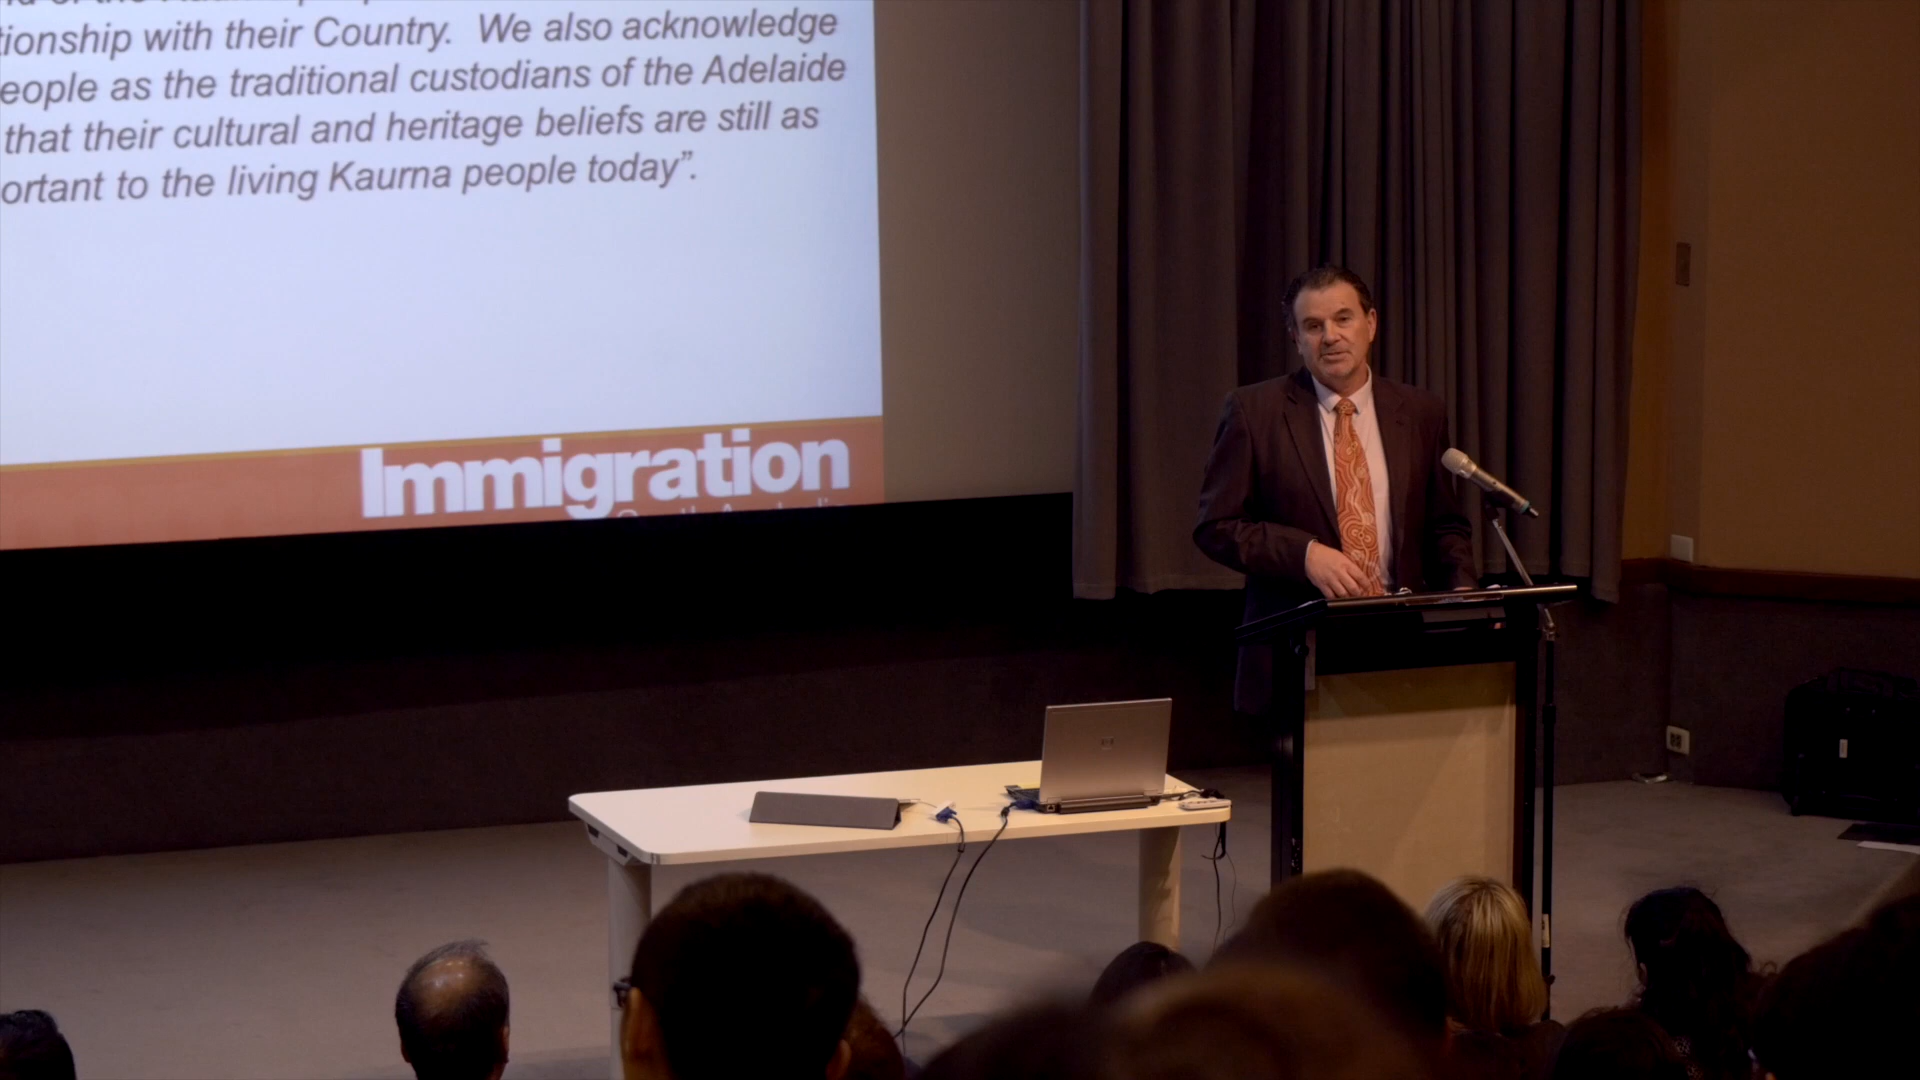 tionship with their Country. We also acknowledge
eople as the traditional custodians of the Adelaide
that their cultural and heritage beliefs are still as
ortant to the living Kaurna people today”.
Immigration